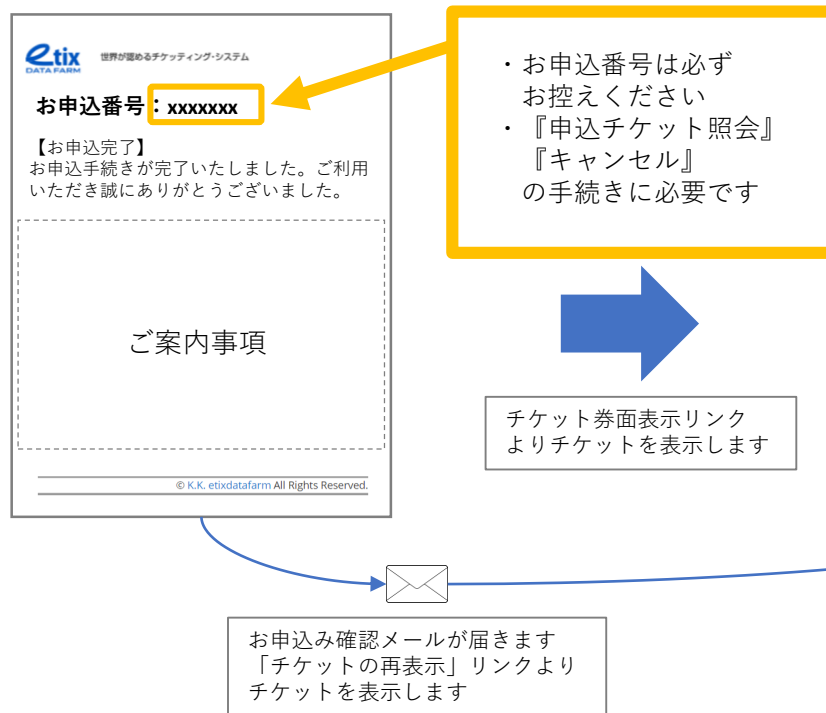 etix
DATA FARM
世界が認めるチケッティング・システム
お申込番号：xxxxxxx
【お申込完了】
お申込手続きが完了いたしました。ご利用
いただき誠にありがとうございました。
ご案内事項
© K.K. etixdatafarm All Rights Reserved.
・お申込番号は必ず
お控えください
・『申込チケット照会』
『キャンセル』
の手続きに必要です
チケット券面表示リンク
よりチケットを表示します
お申込み確認メールが届きます
「チケットの再表示」リンクより
チケットを表示します